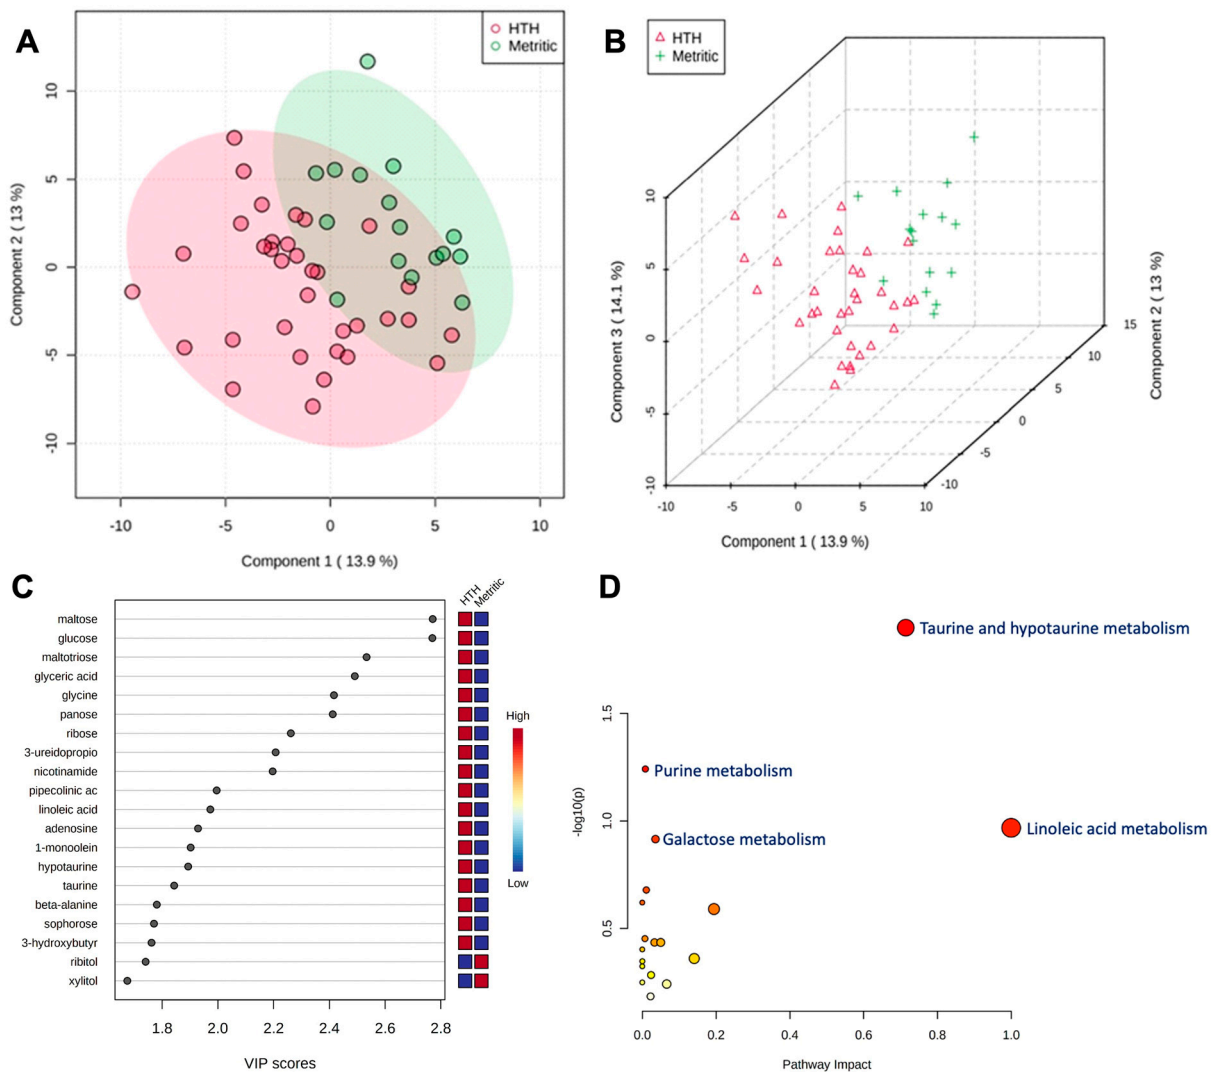 A
HTH
Metritic
10
5
0
-5
-10
Component 2 ( 13 %)
-10
-5
0
5
10
Component 1 ( 13.9 %)
B
HTH
Metritic
10
5
0
-5
-10
Component 3 ( 14.1 %)
-10
-5
0
5
10
Component 1 ( 13.9 %)
-10
-5
0
5
10
15
Component 2 ( 13 %)
C
HTH
Metritic
maltose
glucose
maltotriose
glyceric acid
glycine
panose
ribose
3-ureidopropio
nicotinamide
pipecolinic ac
linoleic acid
adenosine
1-monoolein
hypotaurine
taurine
beta-alanine
sophorose
3-hydroxybutyr
ribitol
xylitol
1.8
2.0
2.2
2.4
2.6
2.8
VIP scores
High
Low
D
Taurine and hypotaurine metabolism
Purine metabolism
Linoleic acid metabolism
Galactose metabolism
1.5
1.0
0.5
-log10(p)
0.0
0.2
0.4
0.6
0.8
1.0
Pathway Impact